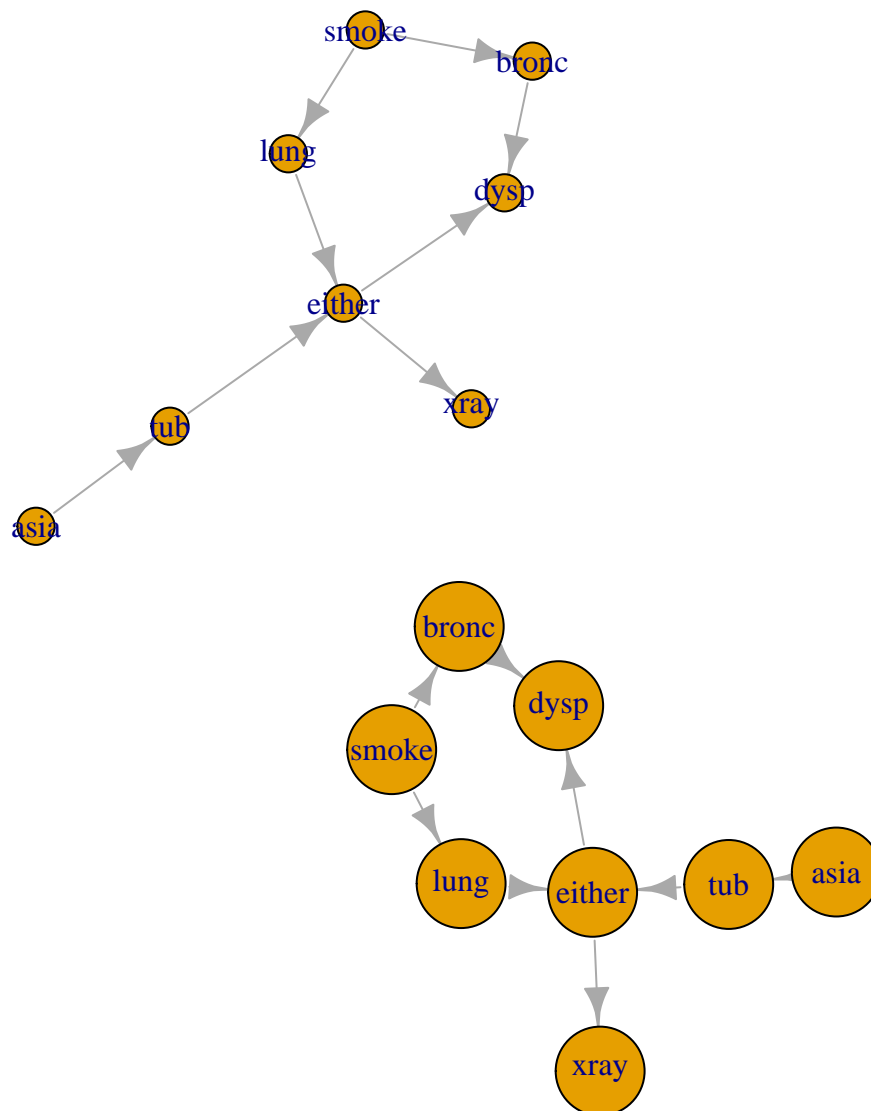 smoke
bronc
lung
dysp
either
xray
tub
asia
bronc
dysp
smoke
lung
either
tub
asia
xray